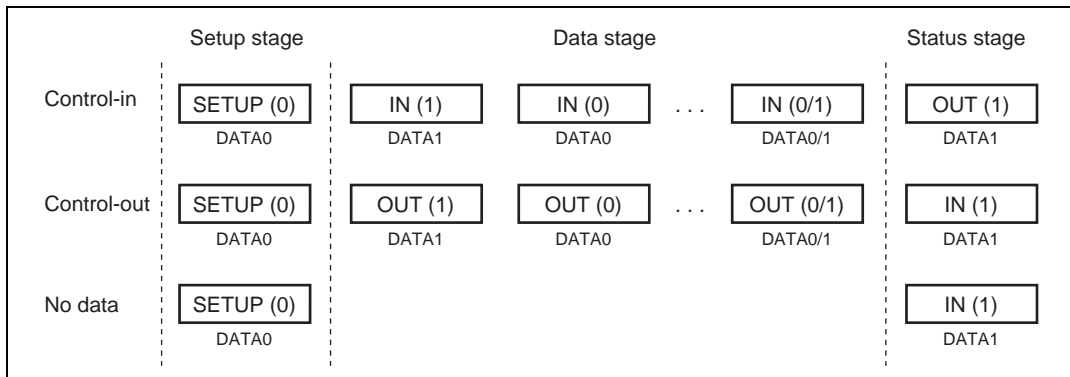 Setup stage Data stage Status stage
Control-in SETUP (0) IN (1) IN (0) . . . IN (0/1) OUT (1)
DATA0 DATA1 DATA0 DATA0/1 DATA1
Control-out SETUP (0) OUT (1) OUT (0) . . . OUT (0/1) IN (1)
DATA0 DATA1 DATA0 DATA0/1 DATA1
No data SETUP (0) IN (1)
DATA0 DATA1